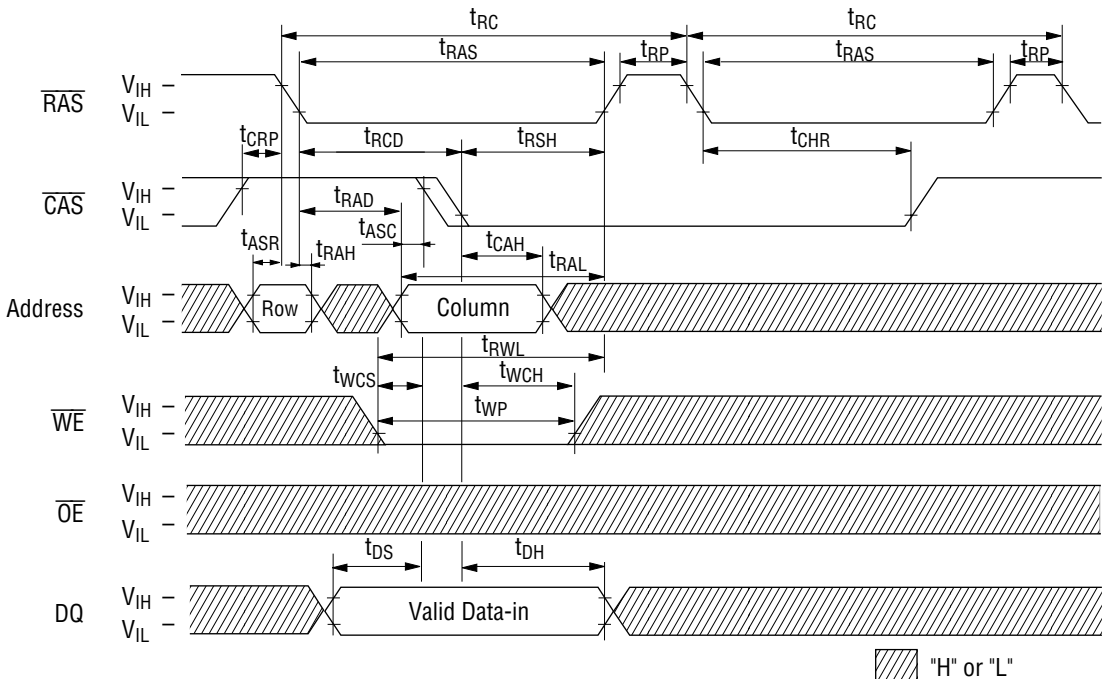 tRC tRC
tRAS tRP tRAS tRP
RAS VIH
VIL
tCRP tRCD tRSH tCHR
CAS VIH
VIL
tRAD
tASC
tASR tRAH tCAH tRAL
Address VIH
VIL
Row Column
tRWL
tWCS tWCH
tWP
WE VIH
VIL
OE VIH
VIL
tDS tDH
DQ VIH
VIL
Valid Data-in
"H" or "L"